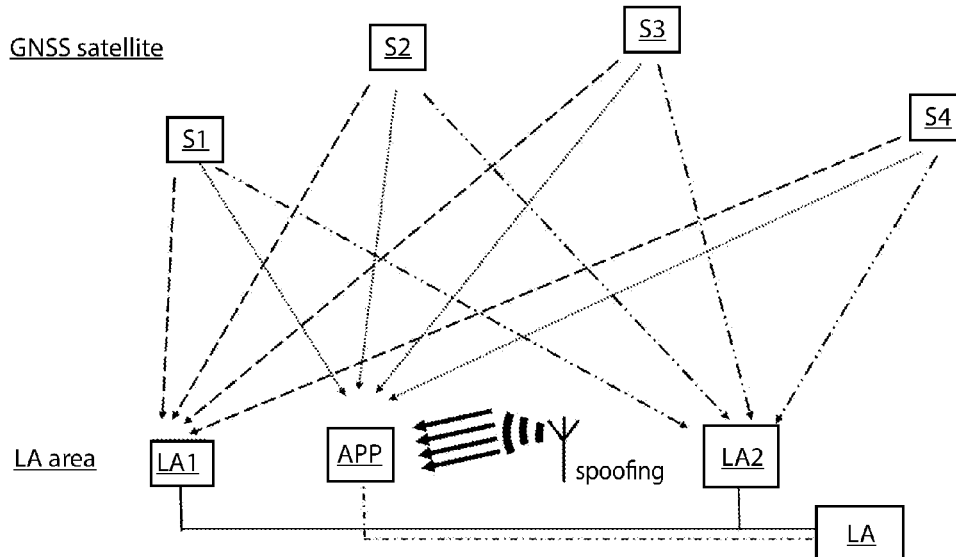 GNSS satellite
S1
S2
S3
S4
LA area
LA1
APP
spoofing
LA2
LA